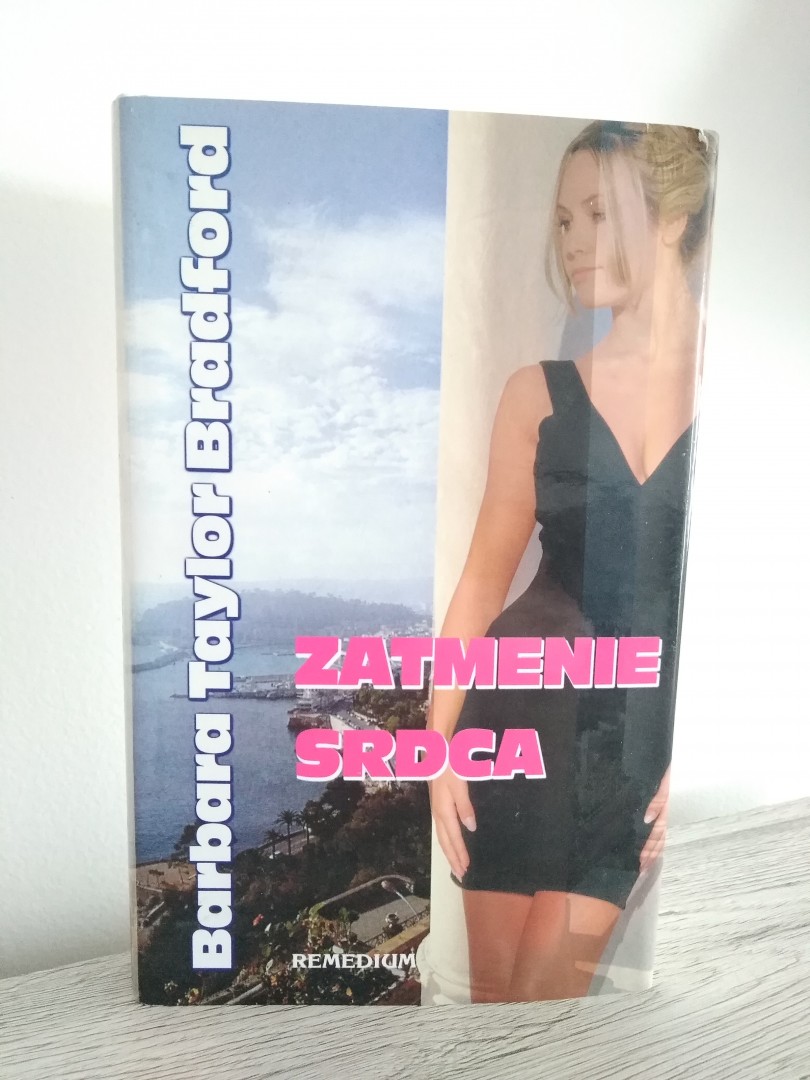 Barbara Taylor Bradford
ZATMENIE
SRDCA
REMEDIUM